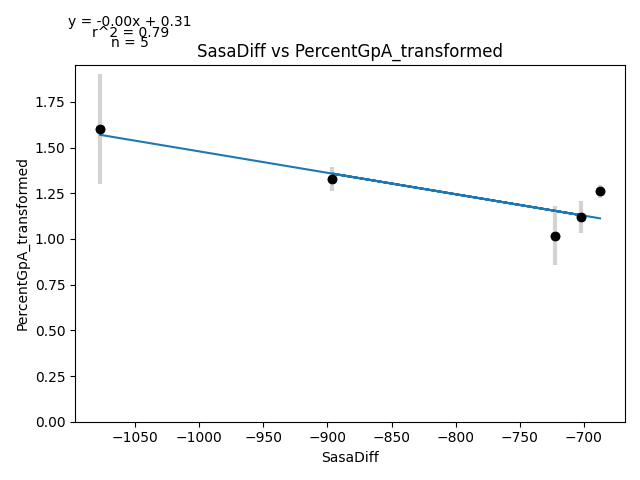 y = -0.00x + 0.31
r^2 = 0.79
n = 5
SasaDiff vs PercentGpA_transformed
PercentGpA_transformed
1.75
1.50
1.25
1.00
0.75
0.50
0.25
0.00
−1050 −1000 −950 −900 −850 −800 −750 −700
SasaDiff